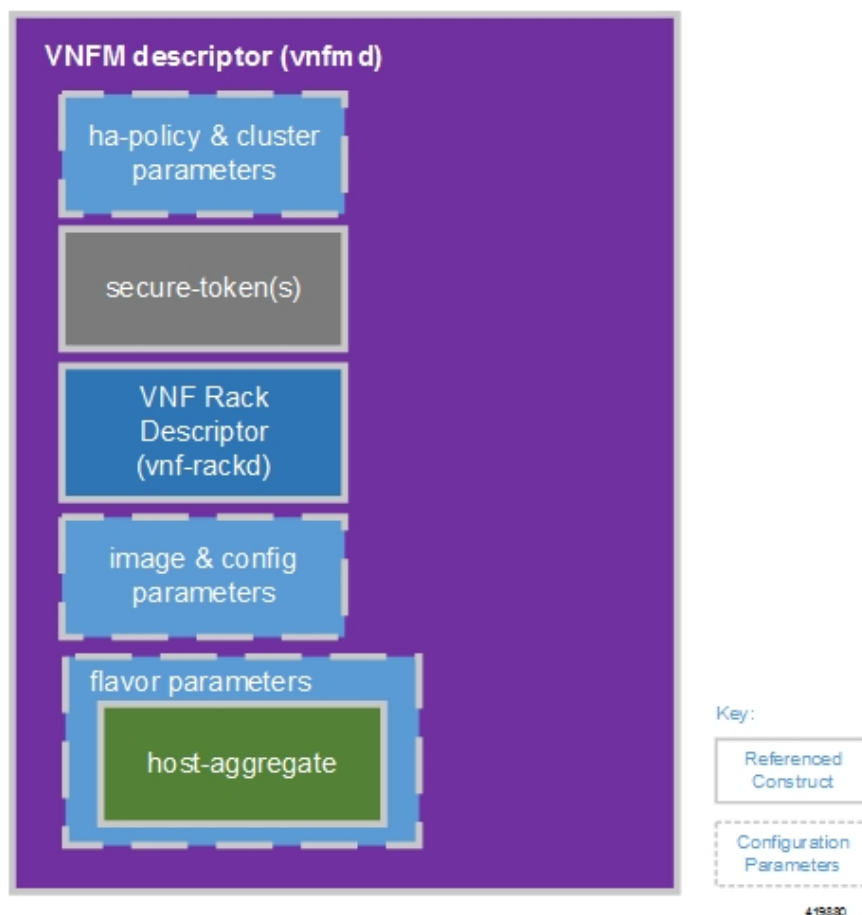 VNFM descriptor (vnfmd)
ha-policy & cluster
parameters
secure-token(s)
VNF Rack
Descriptor
(vnf-rackd)
image & config
parameters
flavor parameters
host-aggregate
Key:
Referenced
Construct
Configuration
Parameters
419880